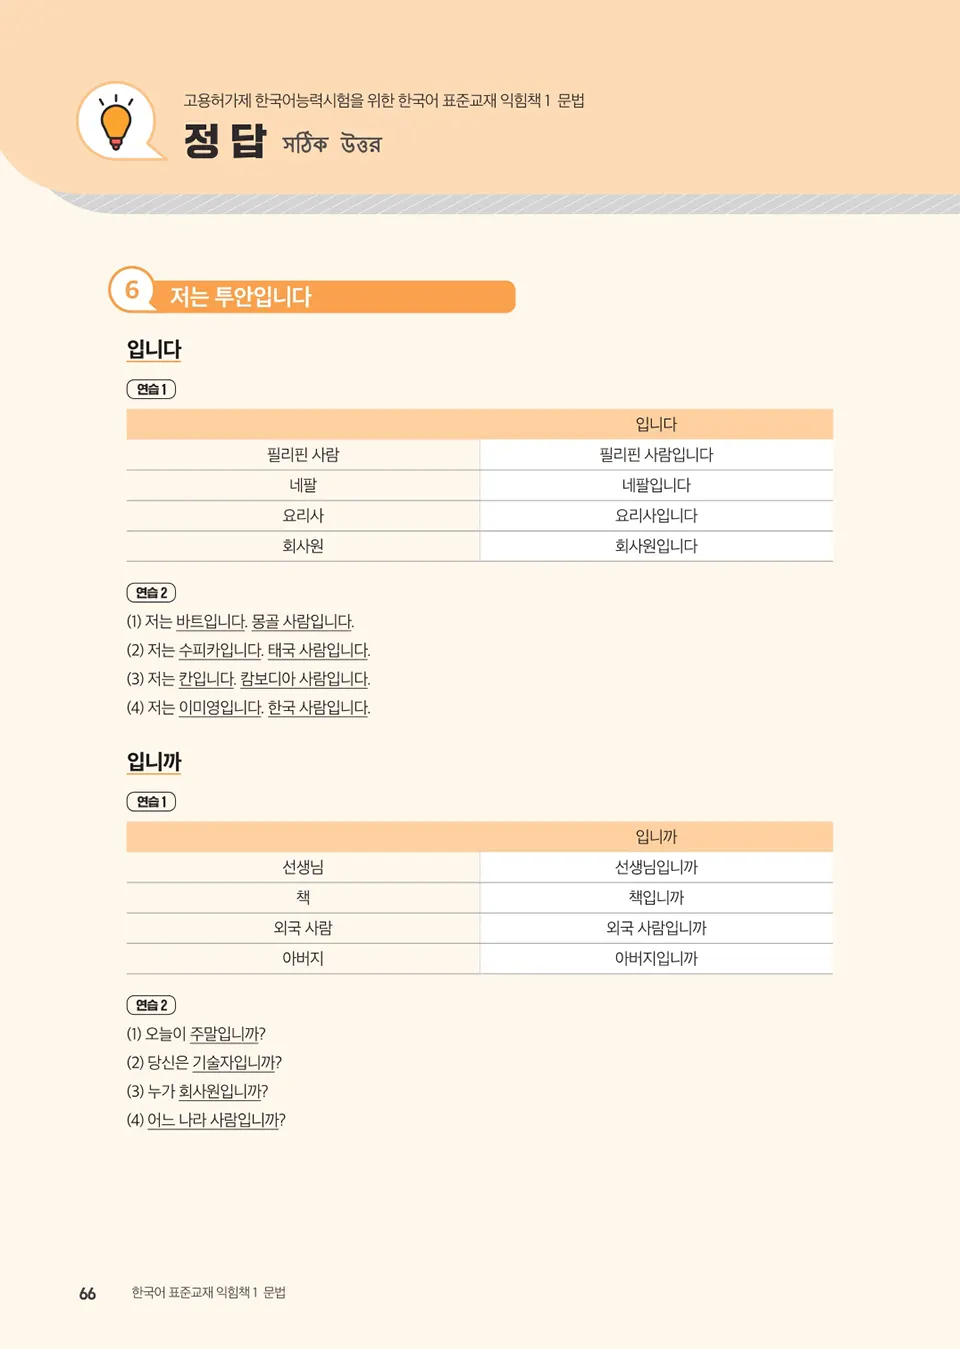 고용허가제 한국어능력시험을 위한 한국어 표준교재 익힘책 1 문법
정 답 সঠিক উত্তর
6 저는 투안입니다
입니다
연습 1
입니다
필리핀 사람 필리핀 사람입니다
네팔 네팔입니다
요리사 요리사입니다
회사원 회사원입니다
연습 2
(1) 저는 바트입니다. 몽골 사람입니다.
(2) 저는 수피카입니다. 태국 사람입니다.
(3) 저는 칸입니다. 캄보디아 사람입니다.
(4) 저는 이미영입니다. 한국 사람입니다.
입니까
연습 1
입니까
선생님 선생님입니까
책 책입니까
외국 사람 외국 사람입니까
아버지 아버지입니까
연습 2
(1) 오늘이 주말입니까?
(2) 당신은 기술자입니까?
(3) 누가 회사원입니까?
(4) 어느 나라 사람입니까?
66 한국어 표준교재 익힘책 1 문법